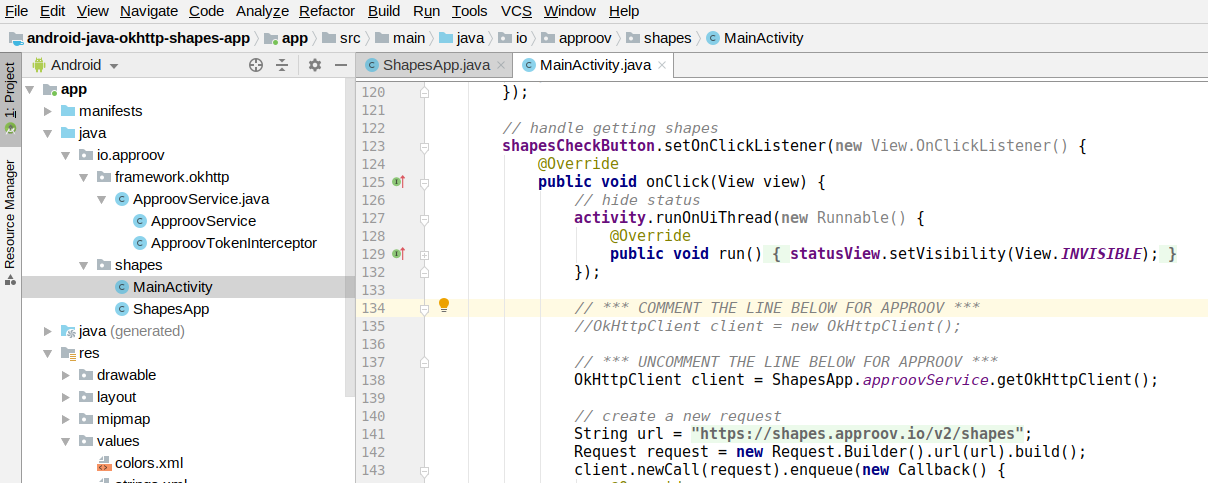 File Edit View Navigate Code Analyze Refactor Build Run Tools VCS Window Help
android-java-okhttp-shapes-app app src main java io approov shapes MainActivity
1: Project
Resource Manager
Android
app
manifests
java
io.approov
framework.okhttp
ApproovService.java
ApproovService
ApproovTokenInterceptor
shapes
MainActivity
ShapesApp
java (generated)
res
drawable
layout
mipmap
values
colors.xml
strings.xml
ShapesApp.java MainActivity.java
120 });
121
122 // handle getting shapes
123 shapesCheckButton.setOnClickListener(new View.OnClickListener() {
124 @Override
125 public void onClick(View view) {
126 // hide status
127 activity.runOnUiThread(new Runnable() {
128 @Override
129 public void run() { statusView.setVisibility(View.INVISIBLE); }
132 });
133
134 // *** COMMENT THE LINE BELOW FOR APPROOV ***
135 //OkHttpClient client = new OkHttpClient();
136
137 // *** UNCOMMENT THE LINE BELOW FOR APPROOV ***
138 OkHttpClient client = ShapesApp.approovService.getOkHttpClient();
139
140 // create a new request
141 String url = "https://shapes.approov.io/v2/shapes";
142 Request request = new Request.Builder().url(url).build();
143 client.newCall(request).enqueue(new Callback() {